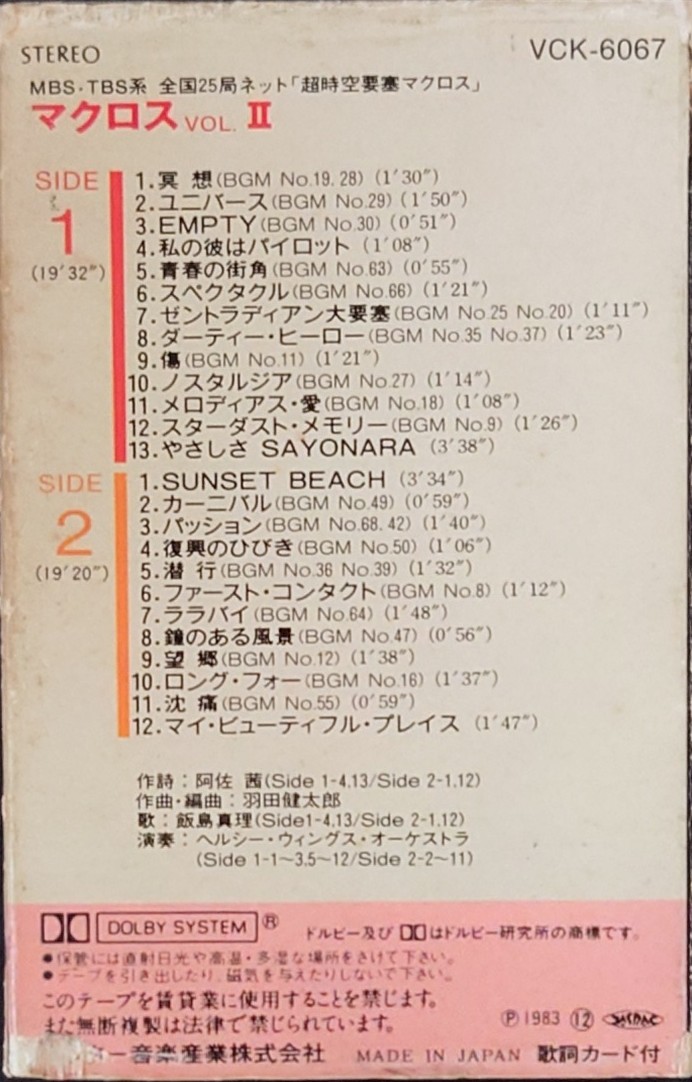 STEREO
VCK-6067
MBS・TBS系 全国25局ネット「超時空要塞マクロス」
マクロス VOL. II
SIDE
1
(19′32″)
1.冥 想(BGM No.19. 28) (1′30″)
2.ユニバース(BGM No.29) (1′50″)
3.EMPTY(BGM No.30) (0′51″)
4.私の彼はパイロット (1′08″)
5.青春の街角(BGM No.63) (0′55″)
6.スペクタクル(BGM No.66) (1′21″)
7.ゼントラディアン大要塞(BGM No.25 No.20) (1′11″)
8.ダーティー・ヒーロー(BGM No.35 No.37) (1′23″)
9.傷(BGM No.11) (1′21″)
10.ノスタルジア(BGM No.27) (1′14″)
11.メロディアス・愛(BGM No.18) (1′08″)
12.スターダスト・メモリー(BGM No.9) (1′26″)
13.やさしさ SAYONARA (3′38″)
SIDE
2
(19′20″)
1.SUNSET BEACH (3′34″)
2.カーニバル(BGM No.49) (0′59″)
3.パッション(BGM No.68. 42) (1′40″)
4.復興のひびき(BGM No.50) (1′06″)
5.潜 行(BGM No.36 No.39) (1′32″)
6.ファースト・コンタクト(BGM No.8) (1′12″)
7.ララバイ(BGM No.64) (1′48″)
8.鐘のある風景(BGM No.47) (0′56″)
9.望 郷(BGM No.12) (1′38″)
10.ロング・フォー(BGM No.16) (1′37″)
11.沈 痛(BGM No.55) (0′59″)
12.マイ・ビューティフル・プレイス (1′47″)
作詩：阿佐 茜(Side 1-4.13/Side 2-1.12)
作曲・編曲：羽田健太郎
歌：飯島真理(Side1-4.13/Side 2-1.12)
演奏：ヘルシー・ウィングス・オーケストラ
(Side 1-1〜3.5〜12/Side 2-2〜11)
DOLBY SYSTEM ®
ドルビー及び はドルビー研究所の商標です。
●保管には直射日光や高温・多湿な場所をさけて下さい。
●テープを引き出したり、磁気を与えたりしないで下さい。
このテープを賃貸業に使用することを禁じます。
また無断複製は法律で禁じられています。
Ⓟ1983 ⑫
ー音楽産業株式会社 MADE IN JAPAN 歌詞カード付